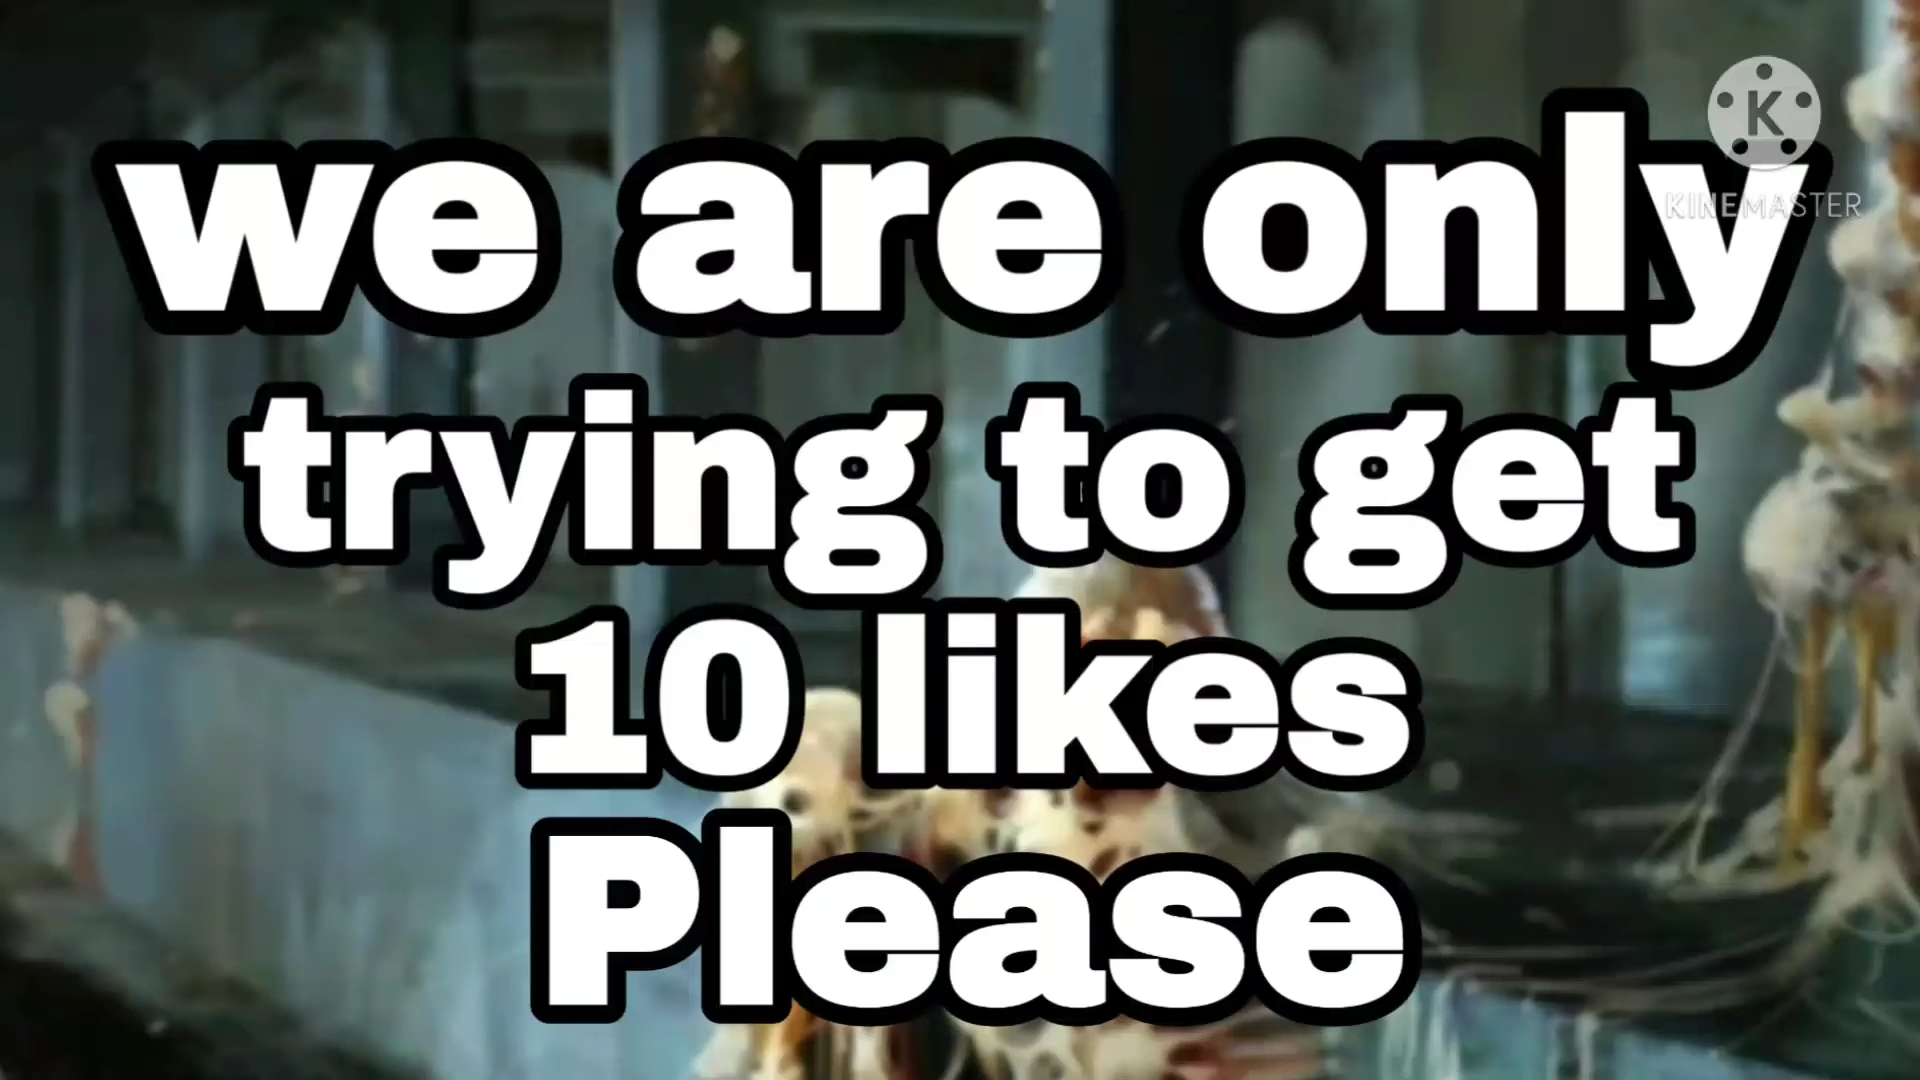 K
KINEMASTER
we are only
trying to get
10 likes
Please